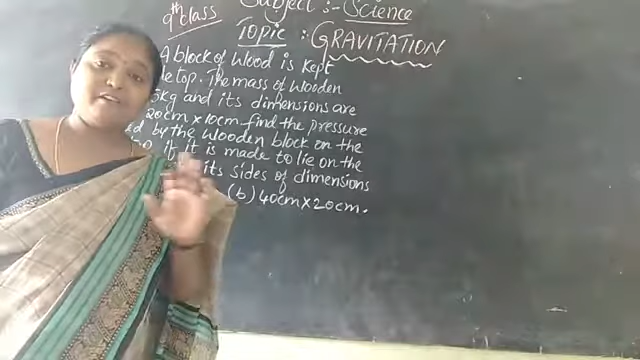 Subject :- Science
9th class
Topic : GRAVITATION
A block of wood is kept
top. The mass of wooden
5kg and its dimensions are
20cm x 10cm find the pressure
by the wooden block on the
if it is made to lie on the
its sides of dimensions
(b) 40cm x 20cm.